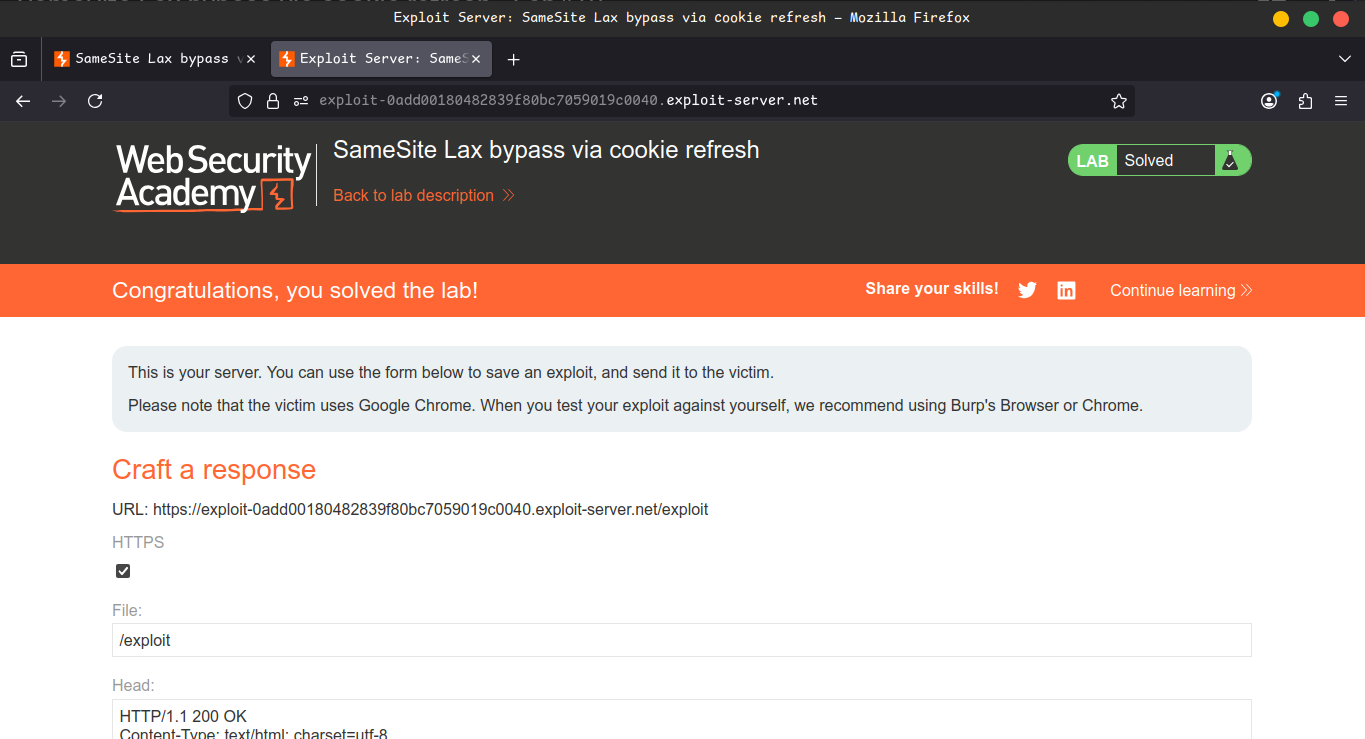 Exploit Server: SameSite Lax bypass via cookie refresh — Mozilla Firefox
SameSite Lax bypass v
Exploit Server: SameS
exploit-0add00180482839f80bc7059019c0040.exploit-server.net
Web Security
Academy
SameSite Lax bypass via cookie refresh
Back to lab description
LAB Solved
Congratulations, you solved the lab!
Share your skills!
Continue learning
This is your server. You can use the form below to save an exploit, and send it to the victim.
Please note that the victim uses Google Chrome. When you test your exploit against yourself, we recommend using Burp's Browser or Chrome.
Craft a response
URL: https://exploit-0add00180482839f80bc7059019c0040.exploit-server.net/exploit
HTTPS
File:
/exploit
Head:
HTTP/1.1 200 OK
Content-Type: text/html; charset=utf-8